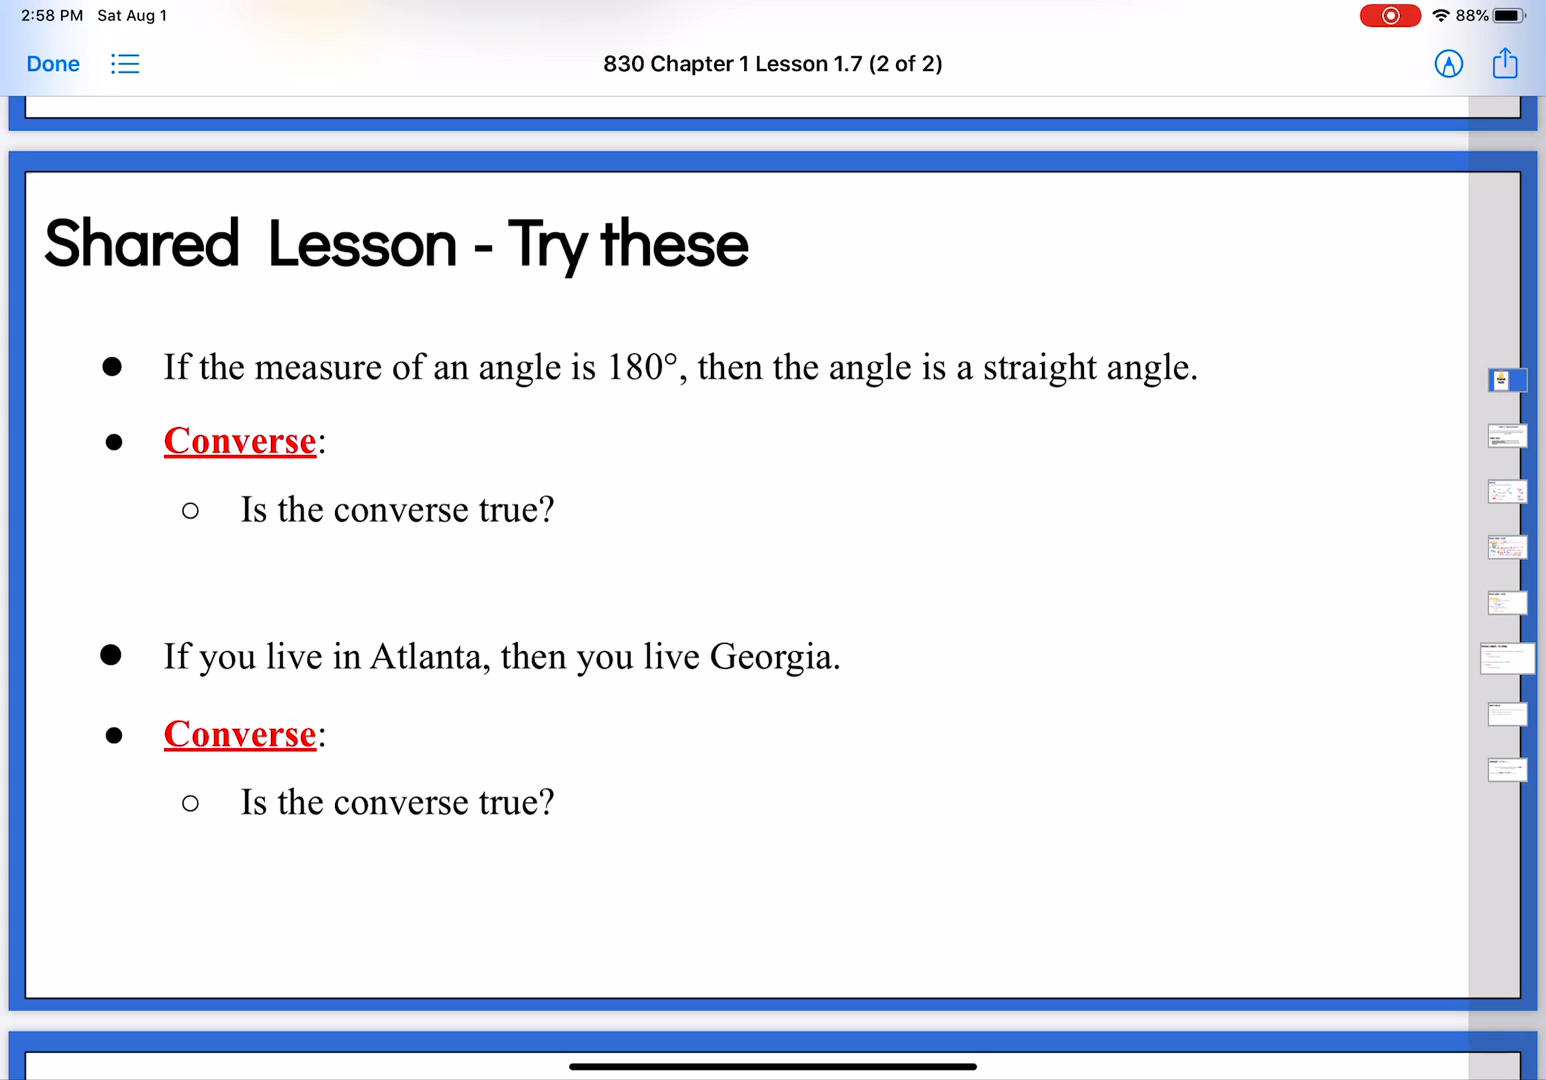 2:58 PM Sat Aug 1
88%
Done
830 Chapter 1 Lesson 1.7 (2 of 2)
Shared Lesson - Try these
● If the measure of an angle is 180°, then the angle is a straight angle.
● Converse:
○ Is the converse true?
● If you live in Atlanta, then you live Georgia.
● Converse:
○ Is the converse true?